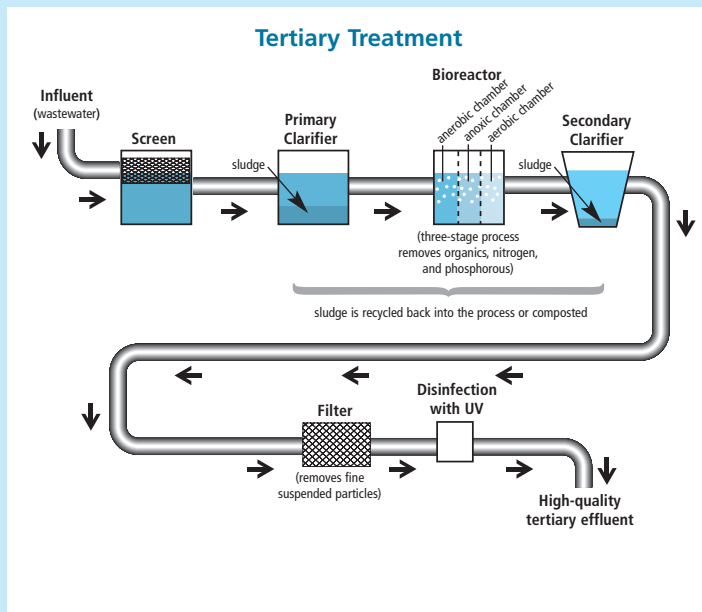 Tertiary Treatment
Influent
(wastewater)
Screen
Primary
Clarifier
sludge
Bioreactor
anerobic chamber
anoxic chamber
aerobic chamber
(three-stage process
removes organics, nitrogen,
and phosphorous)
Secondary
Clarifier
sludge
sludge is recycled back into the process or composted
Filter
(removes fine
suspended particles)
Disinfection
with UV
High-quality
tertiary effluent